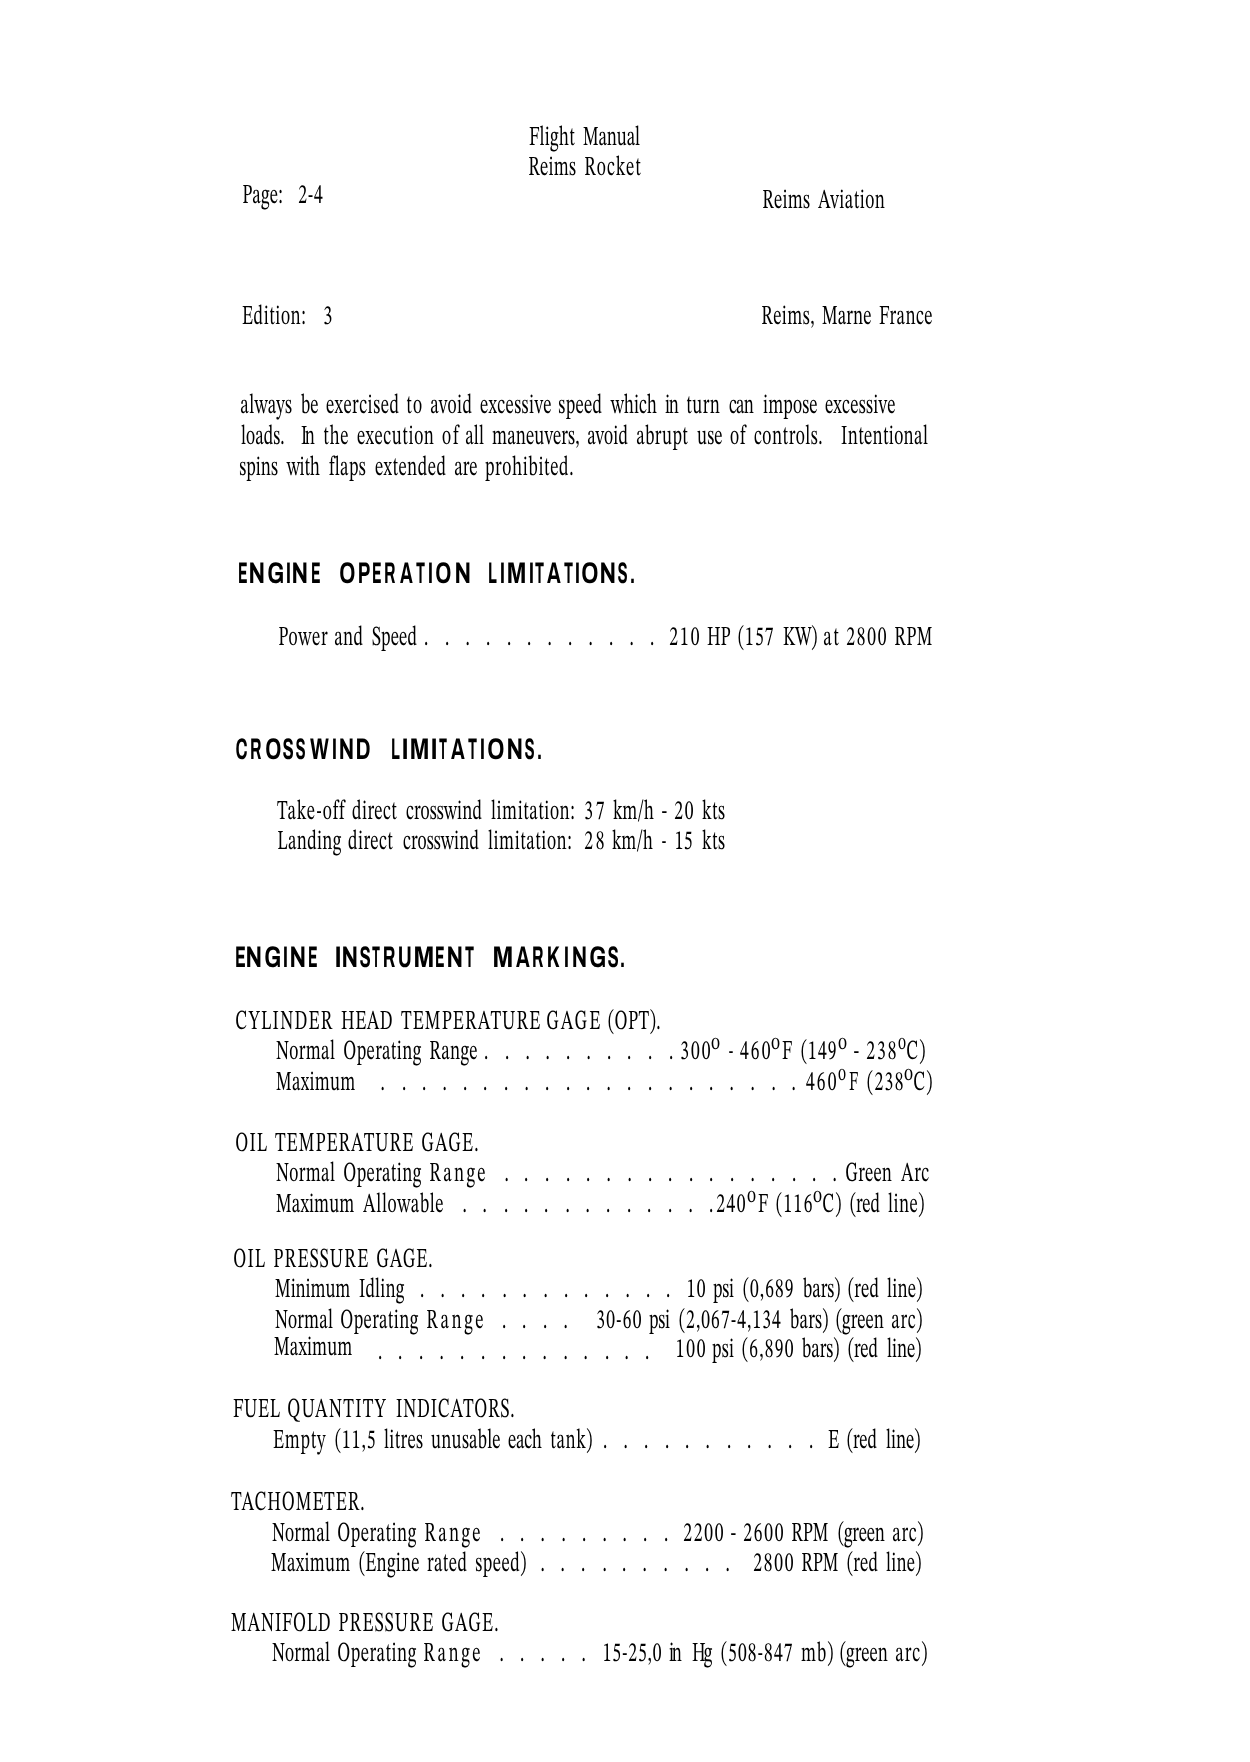 Flight Manual
Reims Rocket
Page: 2-4
Reims Aviation
Edition: 3
Reims, Marne France
always be exercised to avoid excessive speed which in turn can impose excessive
loads. In the execution of all maneuvers, avoid abrupt use of controls. Intentional
spins with flaps extended are prohibited.
ENGINE OPERATION LIMITATIONS.
Power and Speed . . . . . . . . . . . . 210 HP (157 KW) at 2800 RPM
CROSSWIND LIMITATIONS.
Take-off direct crosswind limitation: 37 km/h - 20 kts
Landing direct crosswind limitation: 28 km/h - 15 kts
ENGINE INSTRUMENT MARKINGS.
CYLINDER HEAD TEMPERATURE GAGE (OPT).
Normal Operating Range . . . . . . . . . . 300º - 460ºF (149º - 238ºC)
Maximum . . . . . . . . . . . . . . . . . . . . . 460ºF (238ºC)
OIL TEMPERATURE GAGE.
Normal Operating Range . . . . . . . . . . . . . . . . . Green Arc
Maximum Allowable . . . . . . . . . . . . . 240ºF (116ºC) (red line)
OIL PRESSURE GAGE.
Minimum Idling . . . . . . . . . . . . . 10 psi (0,689 bars) (red line)
Normal Operating Range . . . . 30-60 psi (2,067-4,134 bars) (green arc)
Maximum . . . . . . . . . . . . . . 100 psi (6,890 bars) (red line)
FUEL QUANTITY INDICATORS.
Empty (11,5 litres unusable each tank) . . . . . . . . . . . E (red line)
TACHOMETER.
Normal Operating Range . . . . . . . . . 2200 - 2600 RPM (green arc)
Maximum (Engine rated speed) . . . . . . . . . . 2800 RPM (red line)
MANIFOLD PRESSURE GAGE.
Normal Operating Range . . . . . 15-25,0 in Hg (508-847 mb) (green arc)